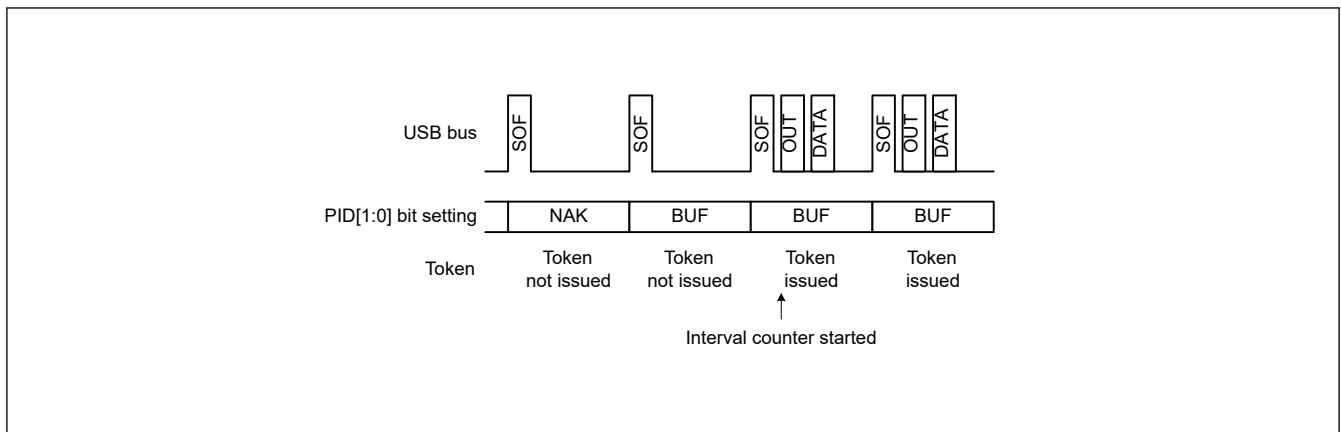 USB bus
SOF
SOF
SOF
OUT
DATA
SOF
OUT
DATA
PID[1:0] bit setting
NAK
BUF
BUF
BUF
Token
Token
not issued
Token
not issued
Token
issued
Token
issued
Interval counter started